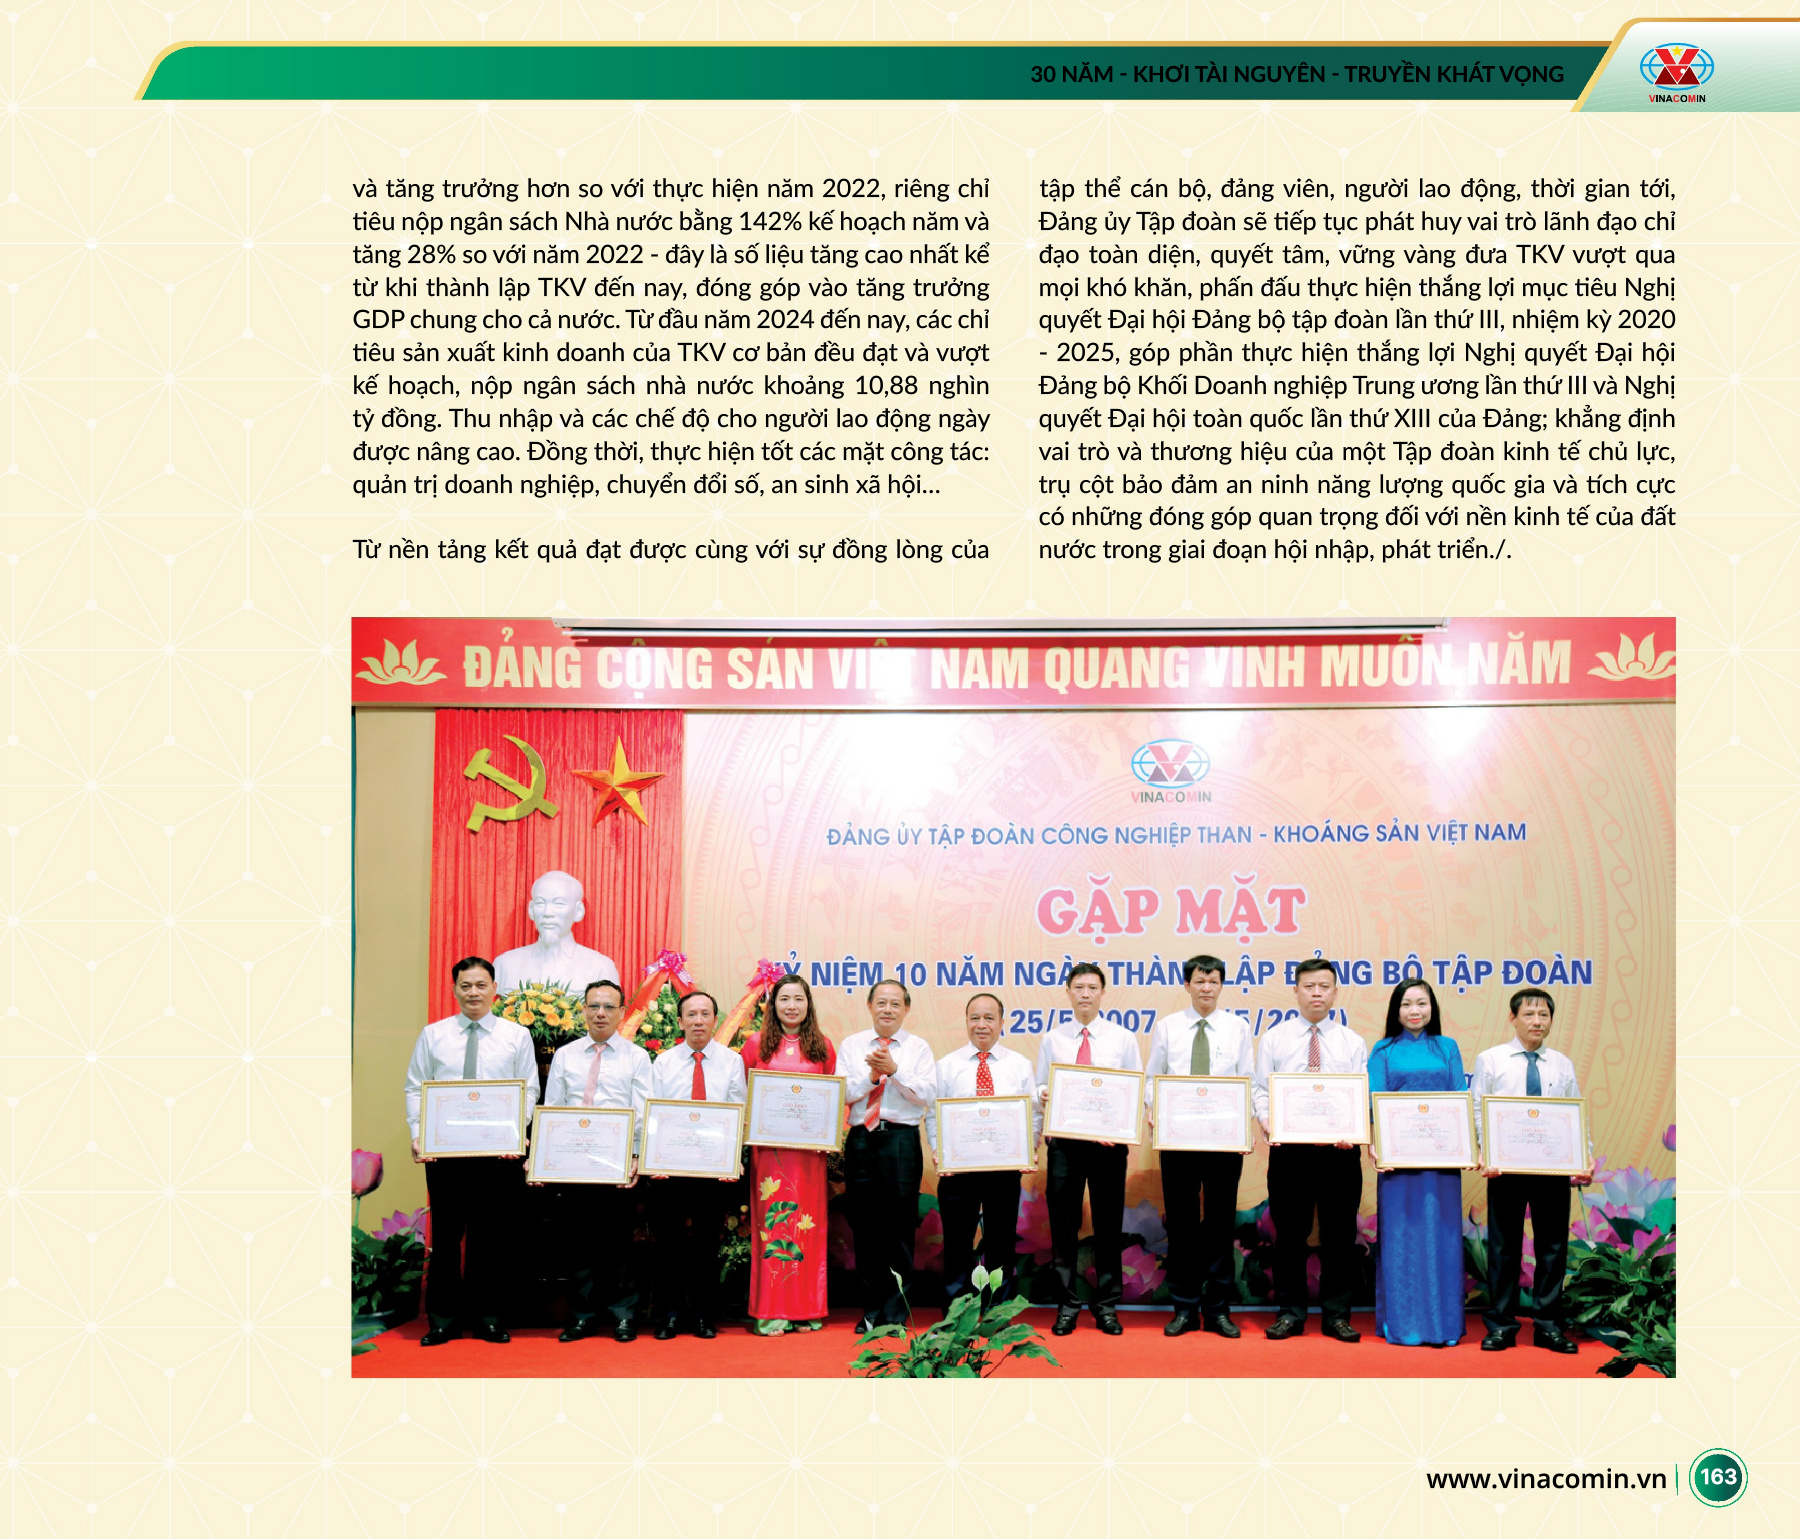 30 NĂM - KHƠI TÀI NGUYÊN - TRUYỀN KHÁT VỌNG
VINACOMIN
và tăng trưởng hơn so với thực hiện năm 2022, riêng chỉ
tiêu nộp ngân sách Nhà nước bằng 142% kế hoạch năm và
tăng 28% so với năm 2022 - đây là số liệu tăng cao nhất kể
từ khi thành lập TKV đến nay, đóng góp vào tăng trưởng
GDP chung cho cả nước. Từ đầu năm 2024 đến nay, các chỉ
tiêu sản xuất kinh doanh của TKV cơ bản đều đạt và vượt
kế hoạch, nộp ngân sách nhà nước khoảng 10,88 nghìn
tỷ đồng. Thu nhập và các chế độ cho người lao động ngày
được nâng cao. Đồng thời, thực hiện tốt các mặt công tác:
quản trị doanh nghiệp, chuyển đổi số, an sinh xã hội...
Từ nền tảng kết quả đạt được cùng với sự đồng lòng của
tập thể cán bộ, đảng viên, người lao động, thời gian tới,
Đảng ủy Tập đoàn sẽ tiếp tục phát huy vai trò lãnh đạo chỉ
đạo toàn diện, quyết tâm, vững vàng đưa TKV vượt qua
mọi khó khăn, phấn đấu thực hiện thắng lợi mục tiêu Nghị
quyết Đại hội Đảng bộ tập đoàn lần thứ III, nhiệm kỳ 2020
- 2025, góp phần thực hiện thắng lợi Nghị quyết Đại hội
Đảng bộ Khối Doanh nghiệp Trung ương lần thứ III và Nghị
quyết Đại hội toàn quốc lần thứ XIII của Đảng; khẳng định
vai trò và thương hiệu của một Tập đoàn kinh tế chủ lực,
trụ cột bảo đảm an ninh năng lượng quốc gia và tích cực
có những đóng góp quan trọng đối với nền kinh tế của đất
nước trong giai đoạn hội nhập, phát triển./.
ĐẢNG CỘNG SẢN VIỆT NAM QUANG VINH MUÔN NĂM
VINACOMIN
ĐẢNG ỦY TẬP ĐOÀN CÔNG NGHIỆP THAN - KHOÁNG SẢN VIỆT NAM
GẶP MẶT
KỶ NIỆM 10 NĂM NGÀY THÀNH LẬP ĐẢNG BỘ TẬP ĐOÀN
www.vinacomin.vn
163